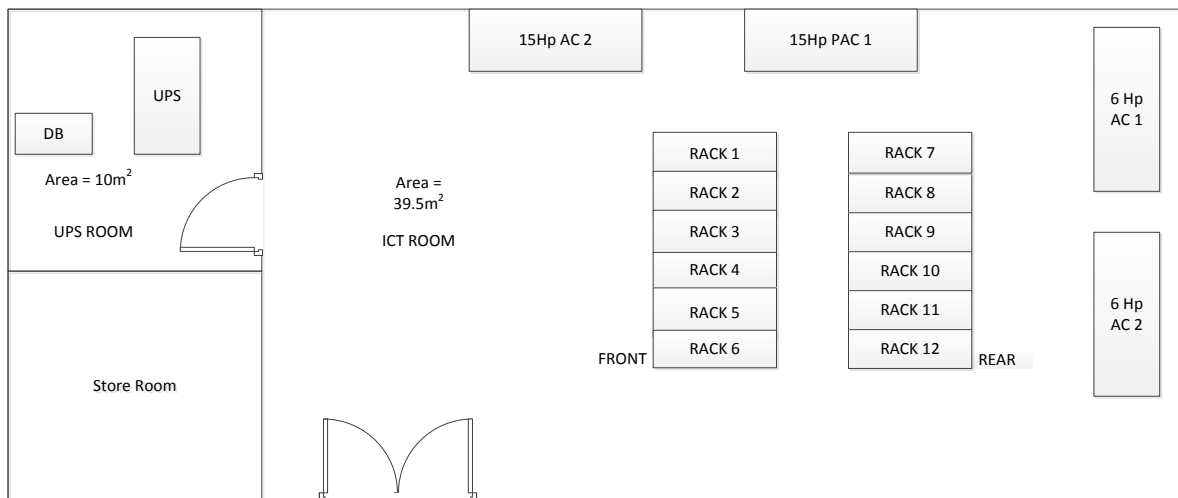 15Hp AC 2
15Hp PAC 1
UPS
6 Hp
AC 1
DB
RACK 1
RACK 7
Area = 10m²
Area =
39.5m²
RACK 2
RACK 8
UPS ROOM
ICT ROOM
RACK 3
RACK 9
RACK 4
RACK 10
6 Hp
AC 2
RACK 5
RACK 11
FRONT
RACK 6
RACK 12
REAR
Store Room